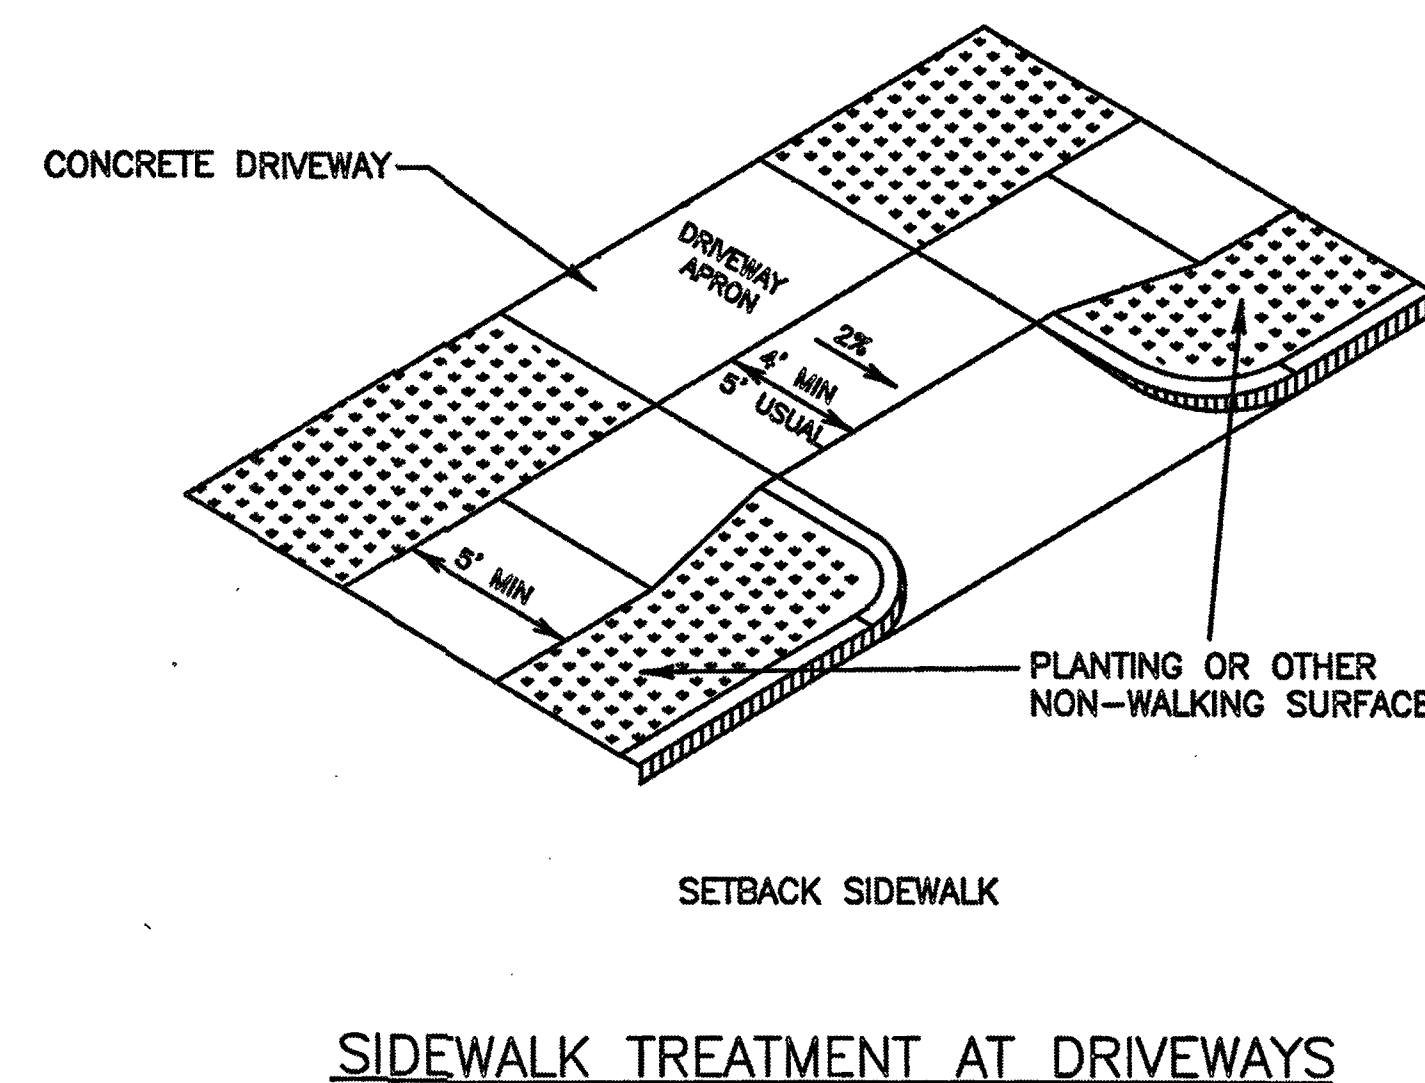 CONCRETE DRIVEWAY
DRIVEWAY
APRON
2%
4' MIN
5' USUAL
5' MIN
PLANTING OR OTHER
NON-WALKING SURFACE
SETBACK SIDEWALK
SIDEWALK TREATMENT AT DRIVEWAYS